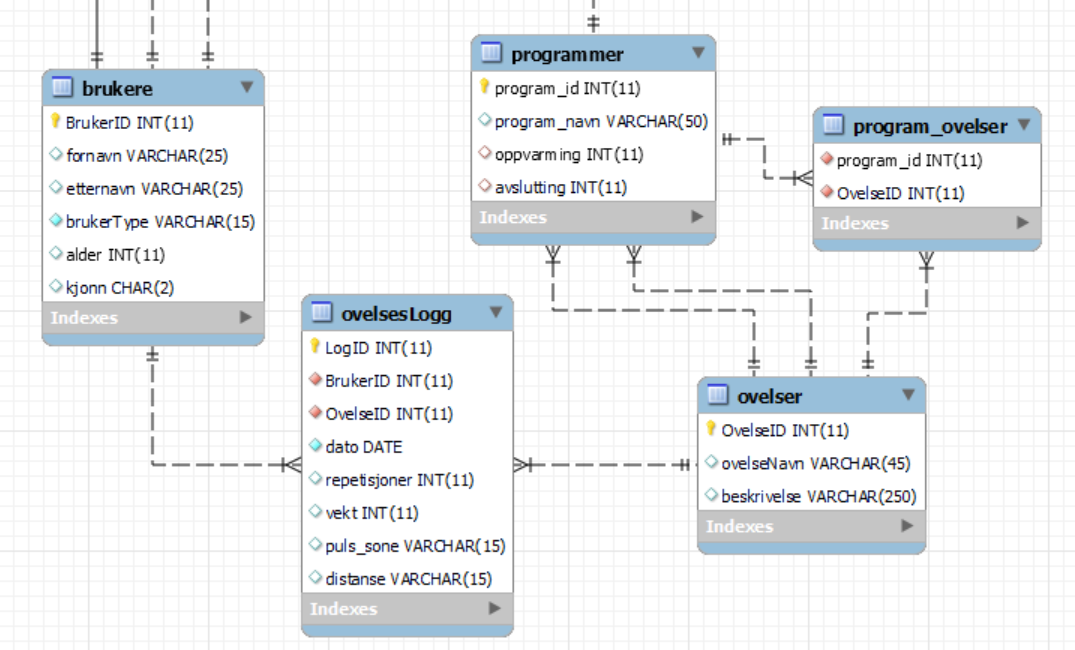 brukere
BrukerID INT(11)
fornavn VARCHAR(25)
etternavn VARCHAR(25)
brukerType VARCHAR(15)
alder INT(11)
kjonn CHAR(2)
Indexes
programmer
program_id INT(11)
program_navn VARCHAR(50)
oppvarming INT(11)
avslutting INT(11)
Indexes
program_ovelser
program_id INT(11)
OvelseID INT(11)
Indexes
ovelsesLogg
LogID INT(11)
BrukerID INT(11)
OvelseID INT(11)
dato DATE
repetisjoner INT(11)
vekt INT(11)
puls_sone VARCHAR(15)
distanse VARCHAR(15)
Indexes
ovelser
OvelseID INT(11)
ovelseNavn VARCHAR(45)
beskrivelse VARCHAR(250)
Indexes